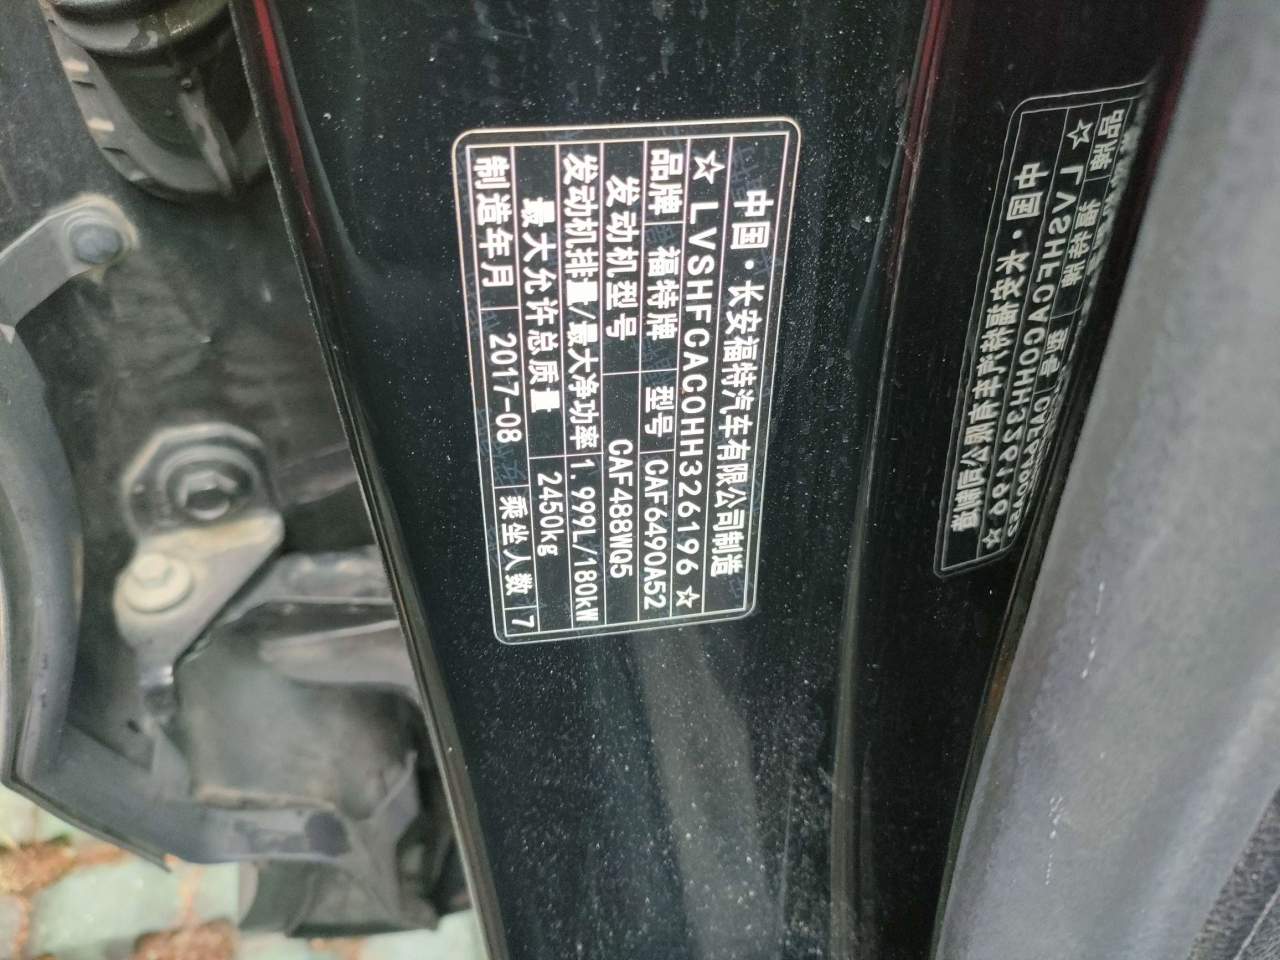 中国·长安福特汽车有限公司制造
☆LVSHFCACOHH326196☆
品牌 福特牌 型号 CAF6490A52
发动机型号 CAF488WQ5
发动机排量/最大净功率 1.999L/180kW
最大允许总质量 2450kg
制造年月 2017-08 乘坐人数 7